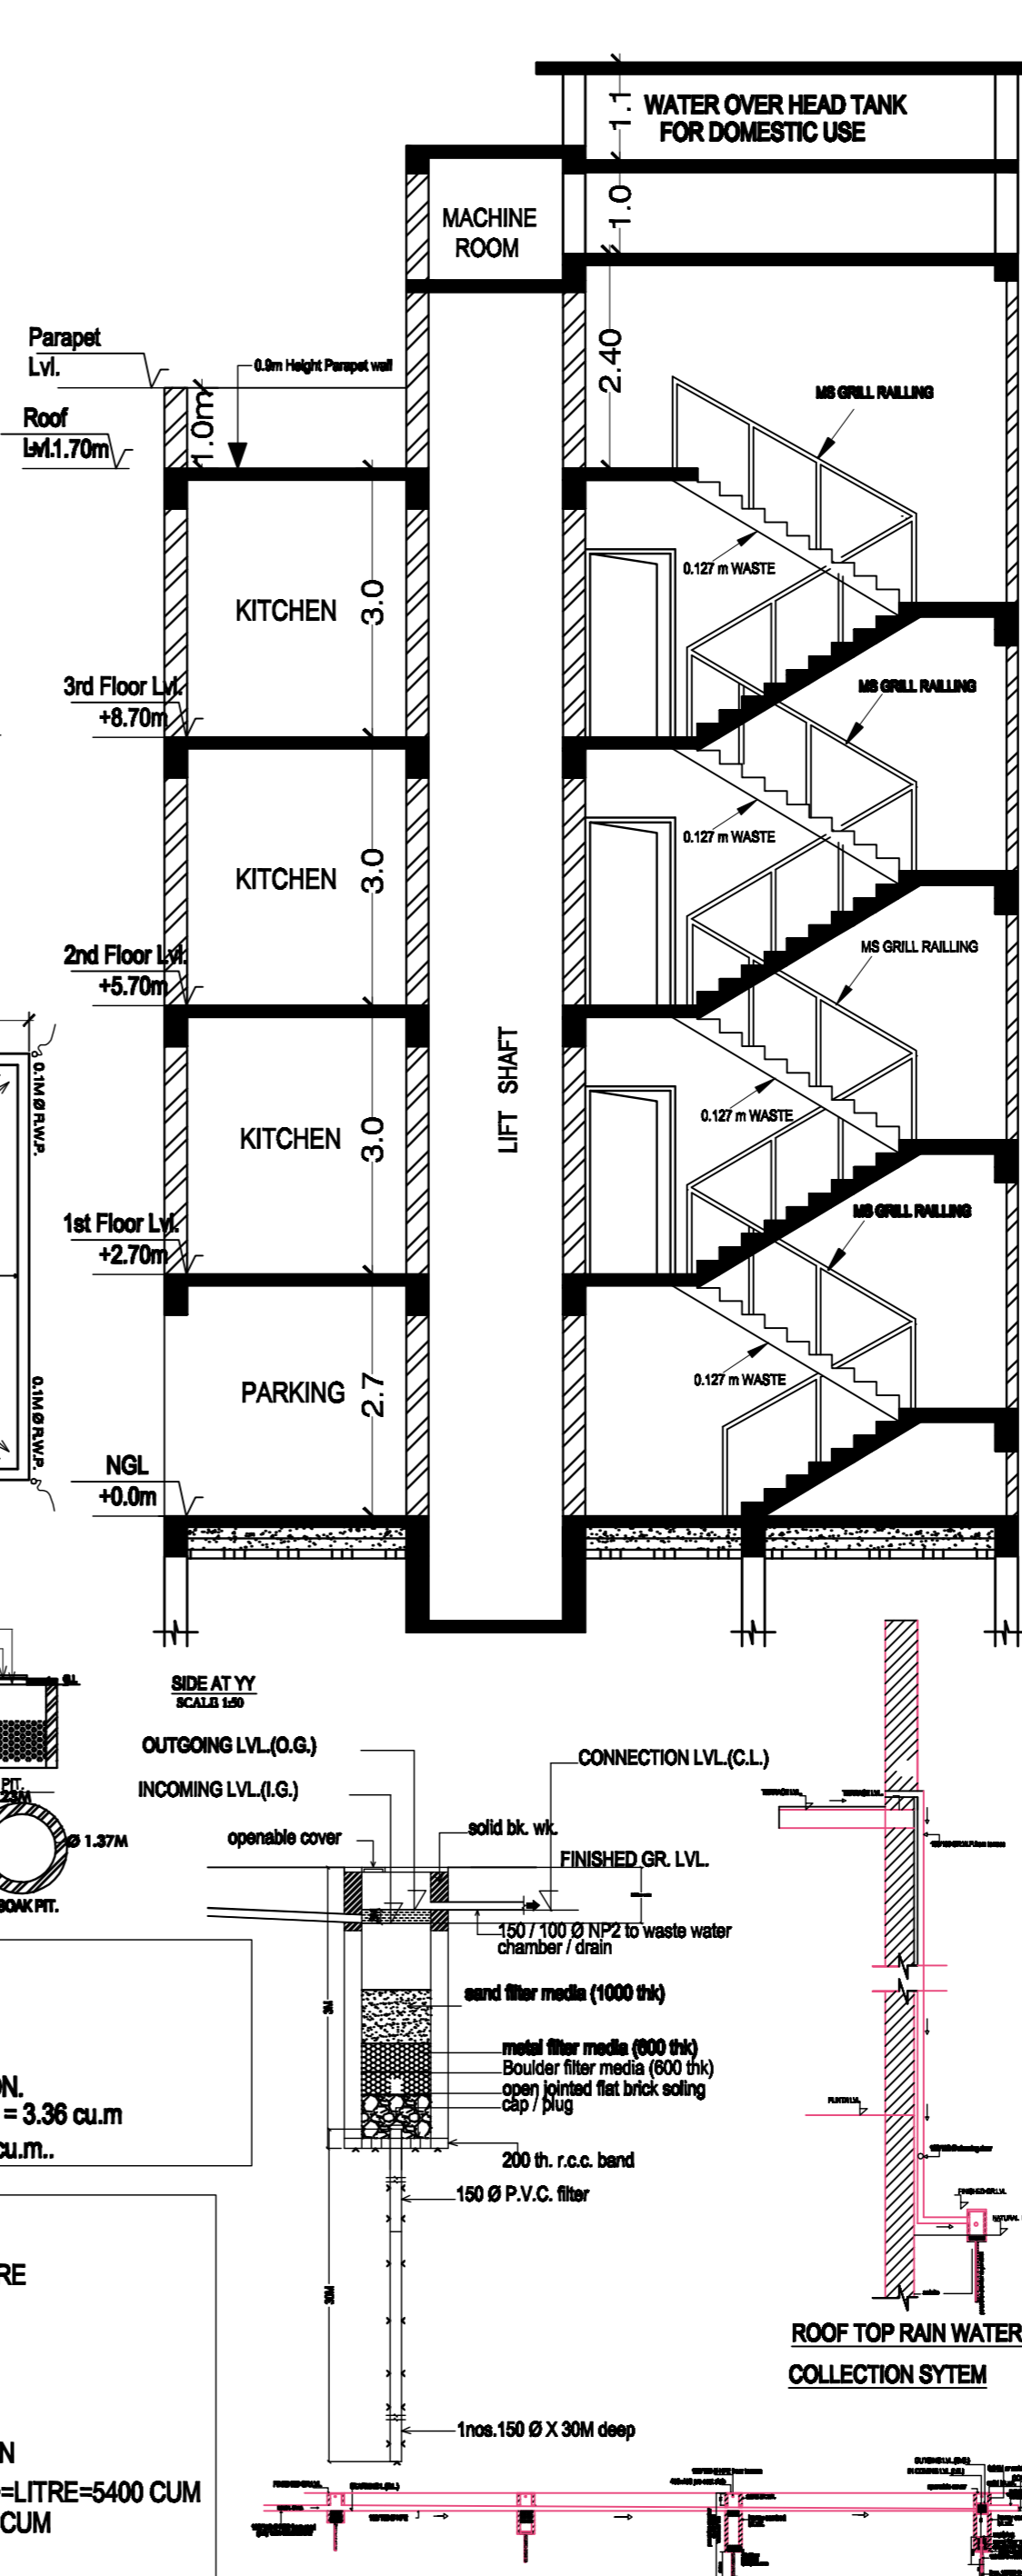 WATER OVER HEAD TANK
FOR DOMESTIC USE
1.1
1.0
MACHINE
ROOM
2.40
Parapet
Lvl.
0.9m Height Parapet wall
1.0m
Roof
MS GRILL RAILLING
0.127 m WASTE
KITCHEN
3.0
3rd Floor Lvl.
+8.70m
MS GRILL RAILLING
0.127 m WASTE
KITCHEN
3.0
2nd Floor Lvl.
+5.70m
MS GRILL RAILLING
LIFT SHAFT
0.1M Ø R.W.P.
0.127 m WASTE
KITCHEN
3.0
1st Floor Lvl.
+2.70m
MS GRILL RAILLING
0.127 m WASTE
PARKING
2.7
0.1M Ø R.W.P.
NGL
+0.0m
G.L
SIDE AT YY
SCALE 1:50
OUTGOING LVL.(O.G.)
CONNECTION LVL.(C.L.)
INCOMING LVL.(I.G.)
PIT.
Ø 1.37M
openable cover
solid bk. wk.
FINISHED GR. LVL.
TERRACE LVL.
SOAK PIT.
150 / 100 Ø NP2 to waste water
chamber / drain
sand filter media (1000 thk)
3M
metal filter media (600 thk)
Boulder filter media (600 thk)
open jointed flat brick soling
cap / plug
ON.
= 3.36 cu.m
cu.m..
PLINTH LVL.
200 th. r.c.c. band
150 Ø P.V.C. filter
RE
30M
ROOF TOP RAIN WATER
COLLECTION SYTEM
1nos.150 Ø X 30M deep
N
=LITRE=5400 CUM
CUM